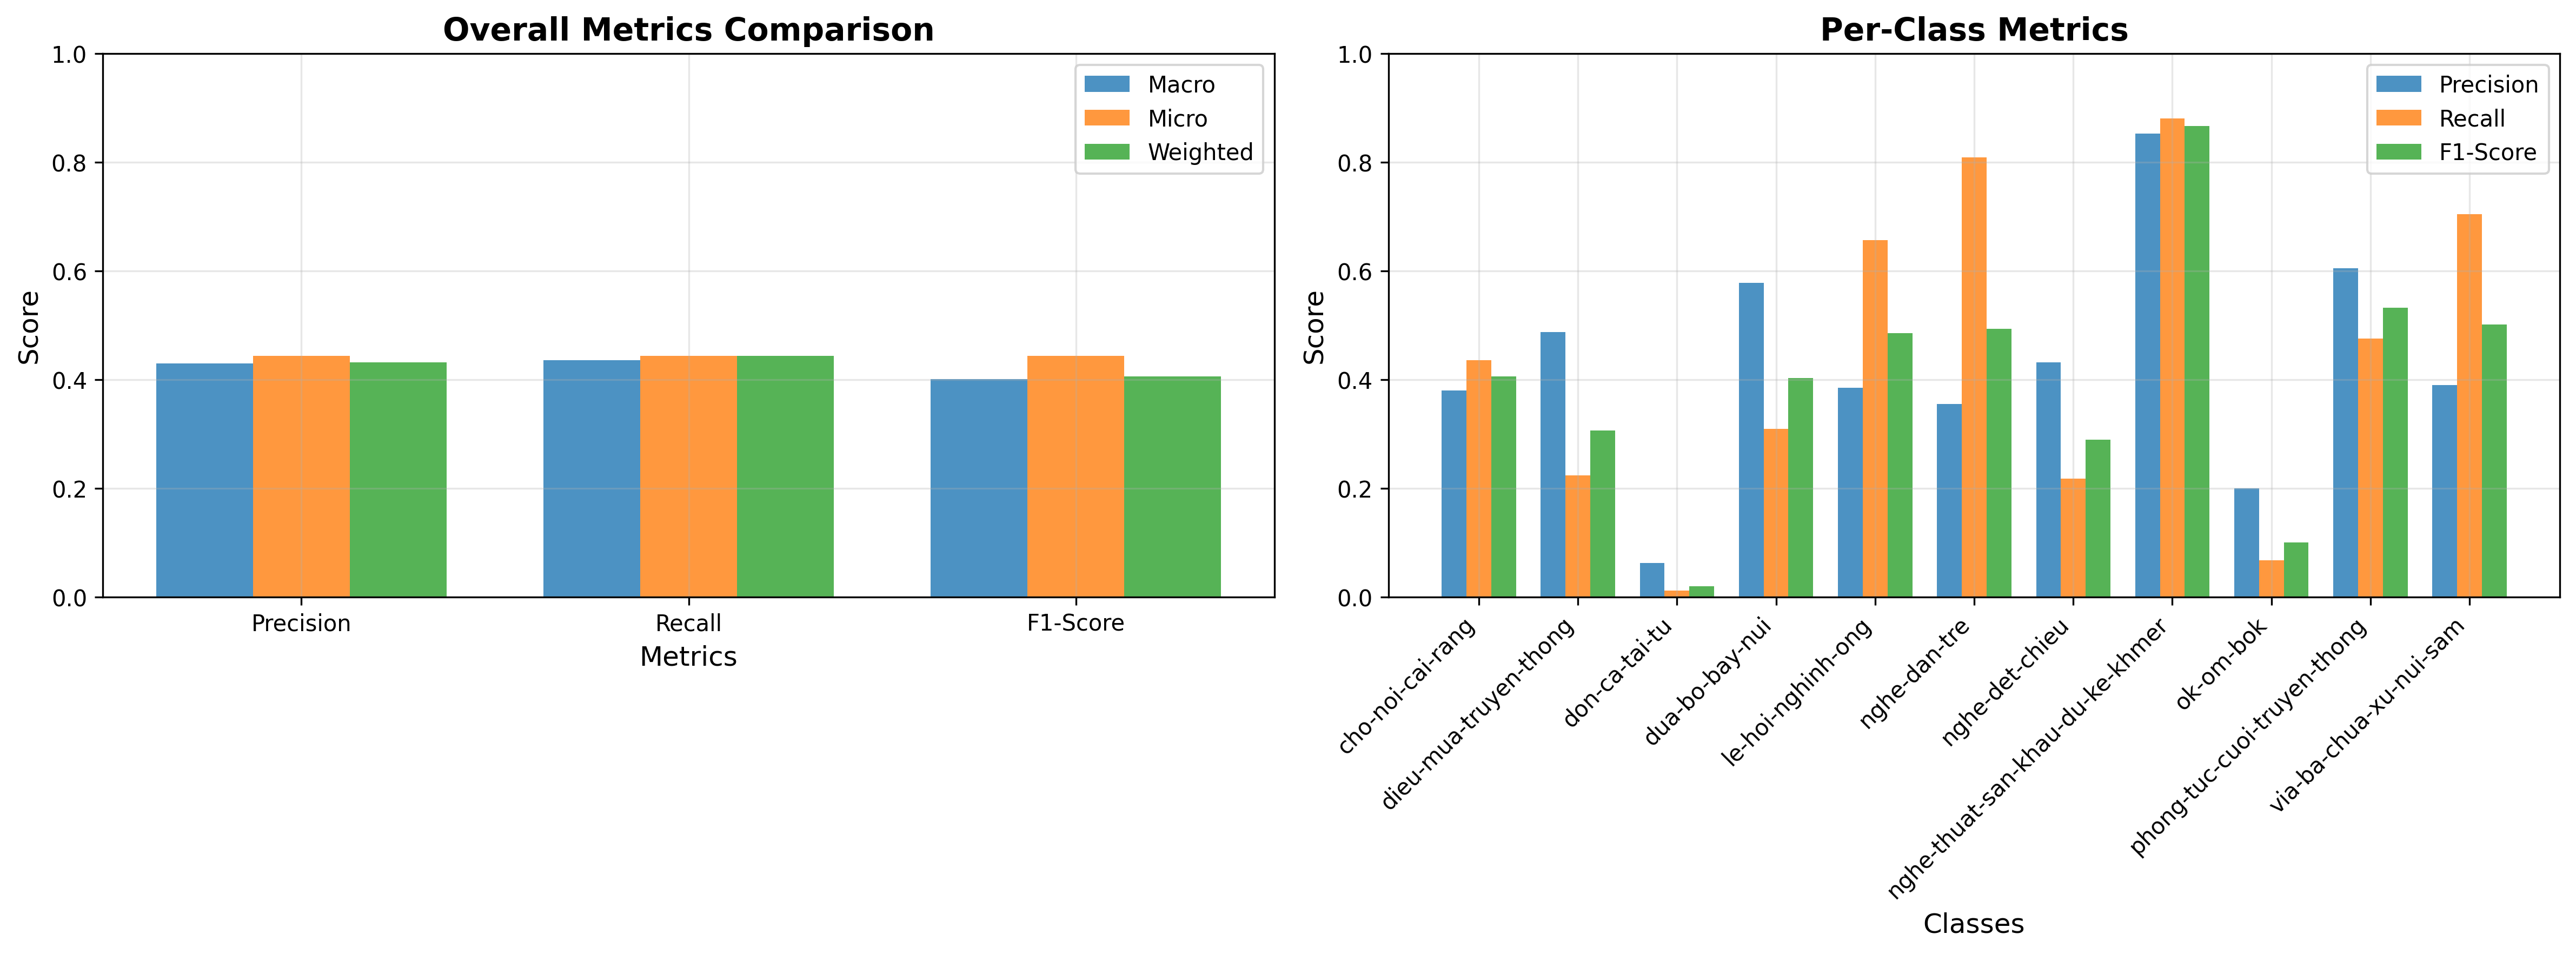 Overall Metrics Comparison
1.0
0.8
0.6
0.4
0.2
0.0
Score
Macro
Micro
Weighted
Precision
Recall
F1-Score
Metrics
Per-Class Metrics
1.0
0.8
0.6
0.4
0.2
0.0
Score
Precision
Recall
F1-Score
cho-noi-cai-rang
dieu-mua-truyen-thong
don-ca-tai-tu
dua-bo-bay-nui
le-hoi-nghinh-ong
nghe-dan-tre
nghe-det-chieu
nghe-thuat-san-khau-du-ke-khmer
ok-om-bok
phong-tuc-cuoi-truyen-thong
via-ba-chua-xu-nui-sam
Classes